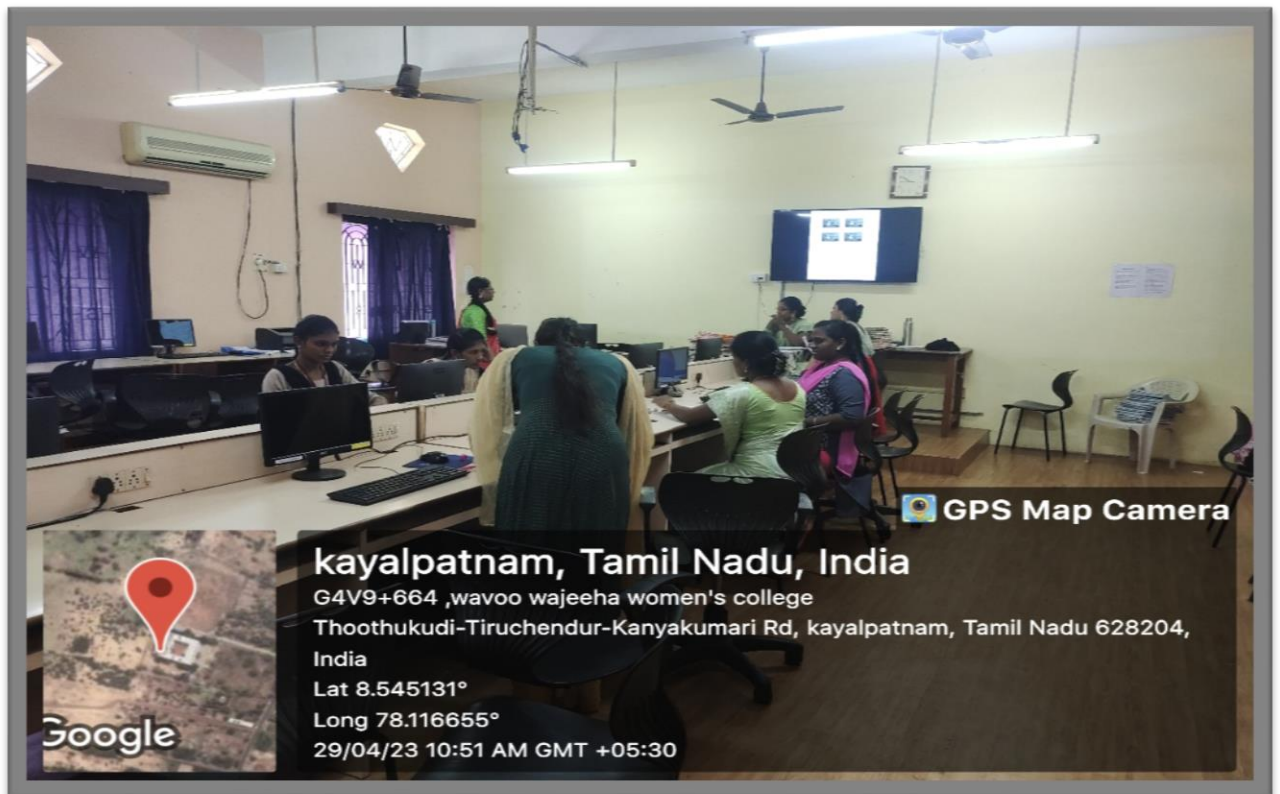 GPS Map Camera
kayalpatnam, Tamil Nadu, India
G4V9+664 ,wavoo wajeeha women's college
Thoothukudi-Tiruchendur-Kanyakumari Rd, kayalpatnam, Tamil Nadu 628204,
India
Lat 8.545131°
Long 78.116655°
29/04/23 10:51 AM GMT +05:30
Google